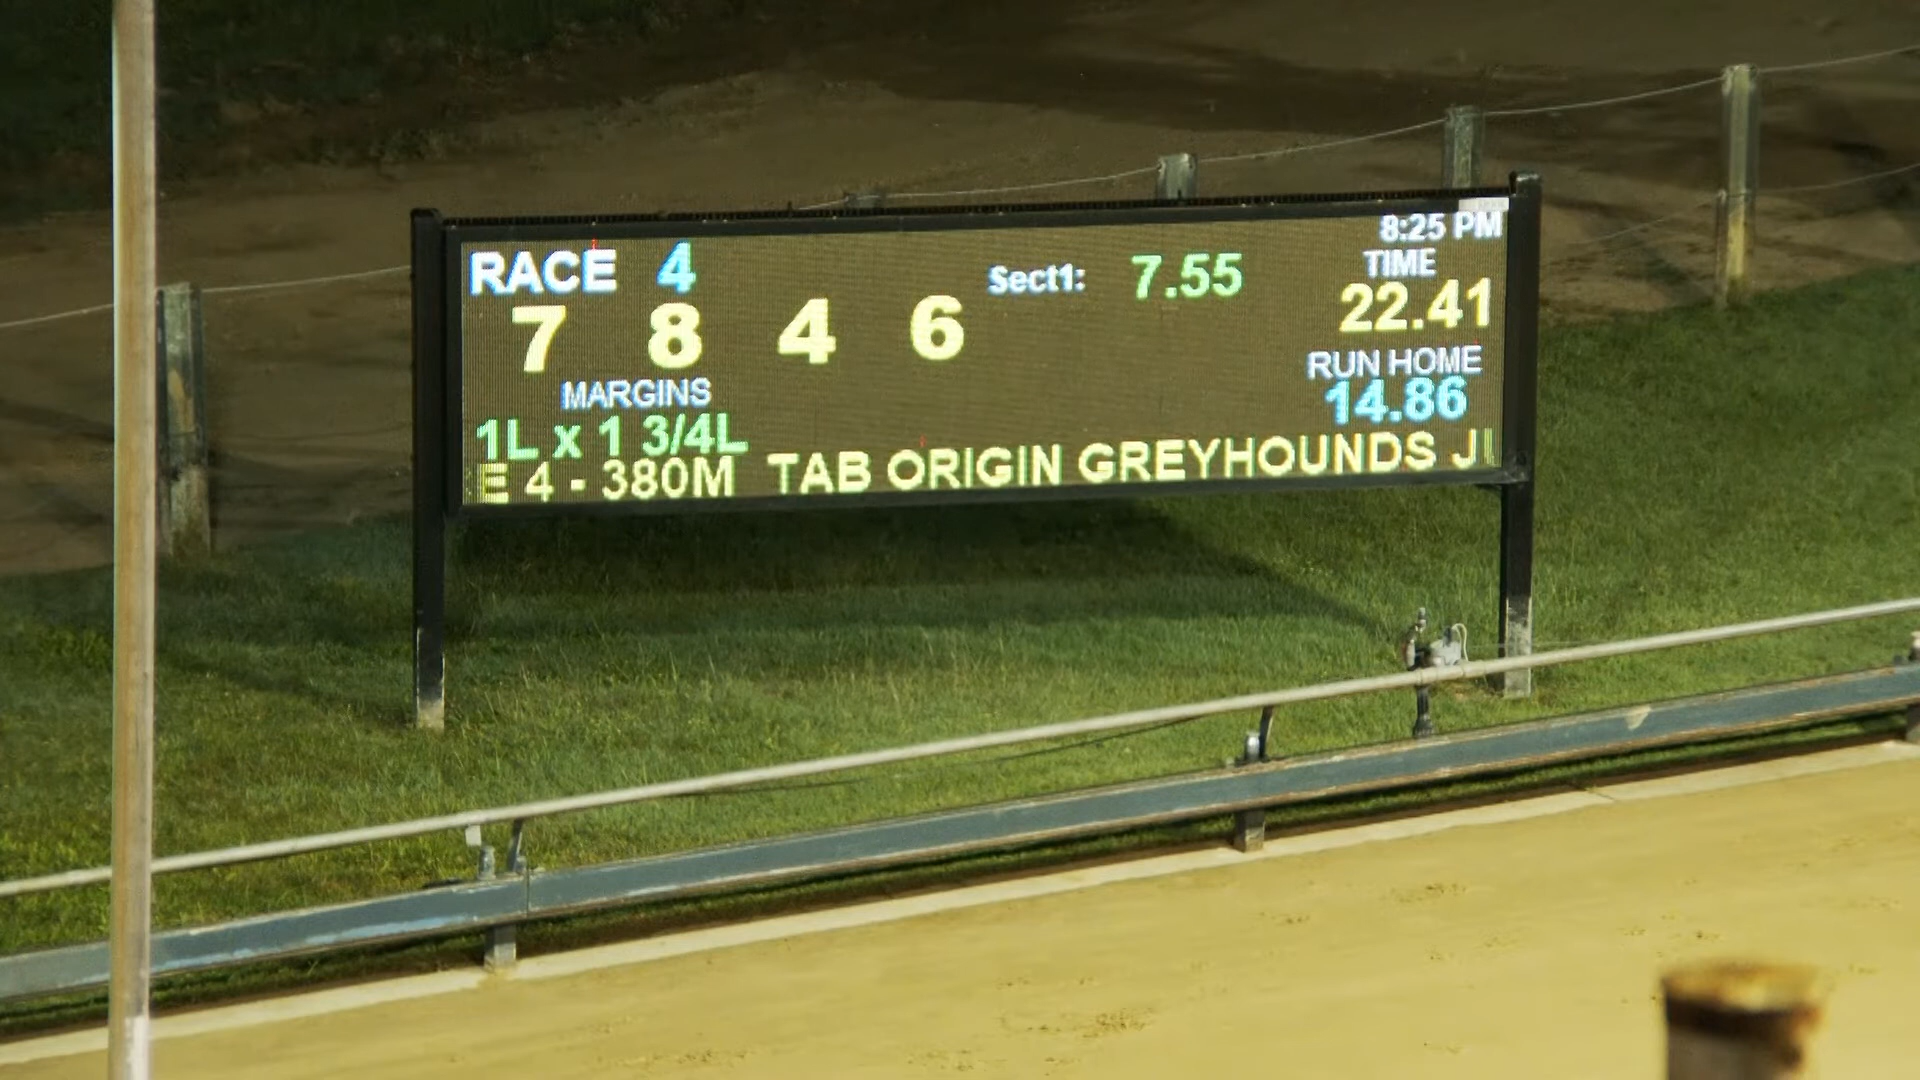 8:25 PM
RACE 4
Sect1: 7.55
TIME
22.41
7 8 4 6
RUN HOME
14.86
MARGINS
1L x 1 3/4L
E 4 - 380M TAB ORIGIN GREYHOUNDS J